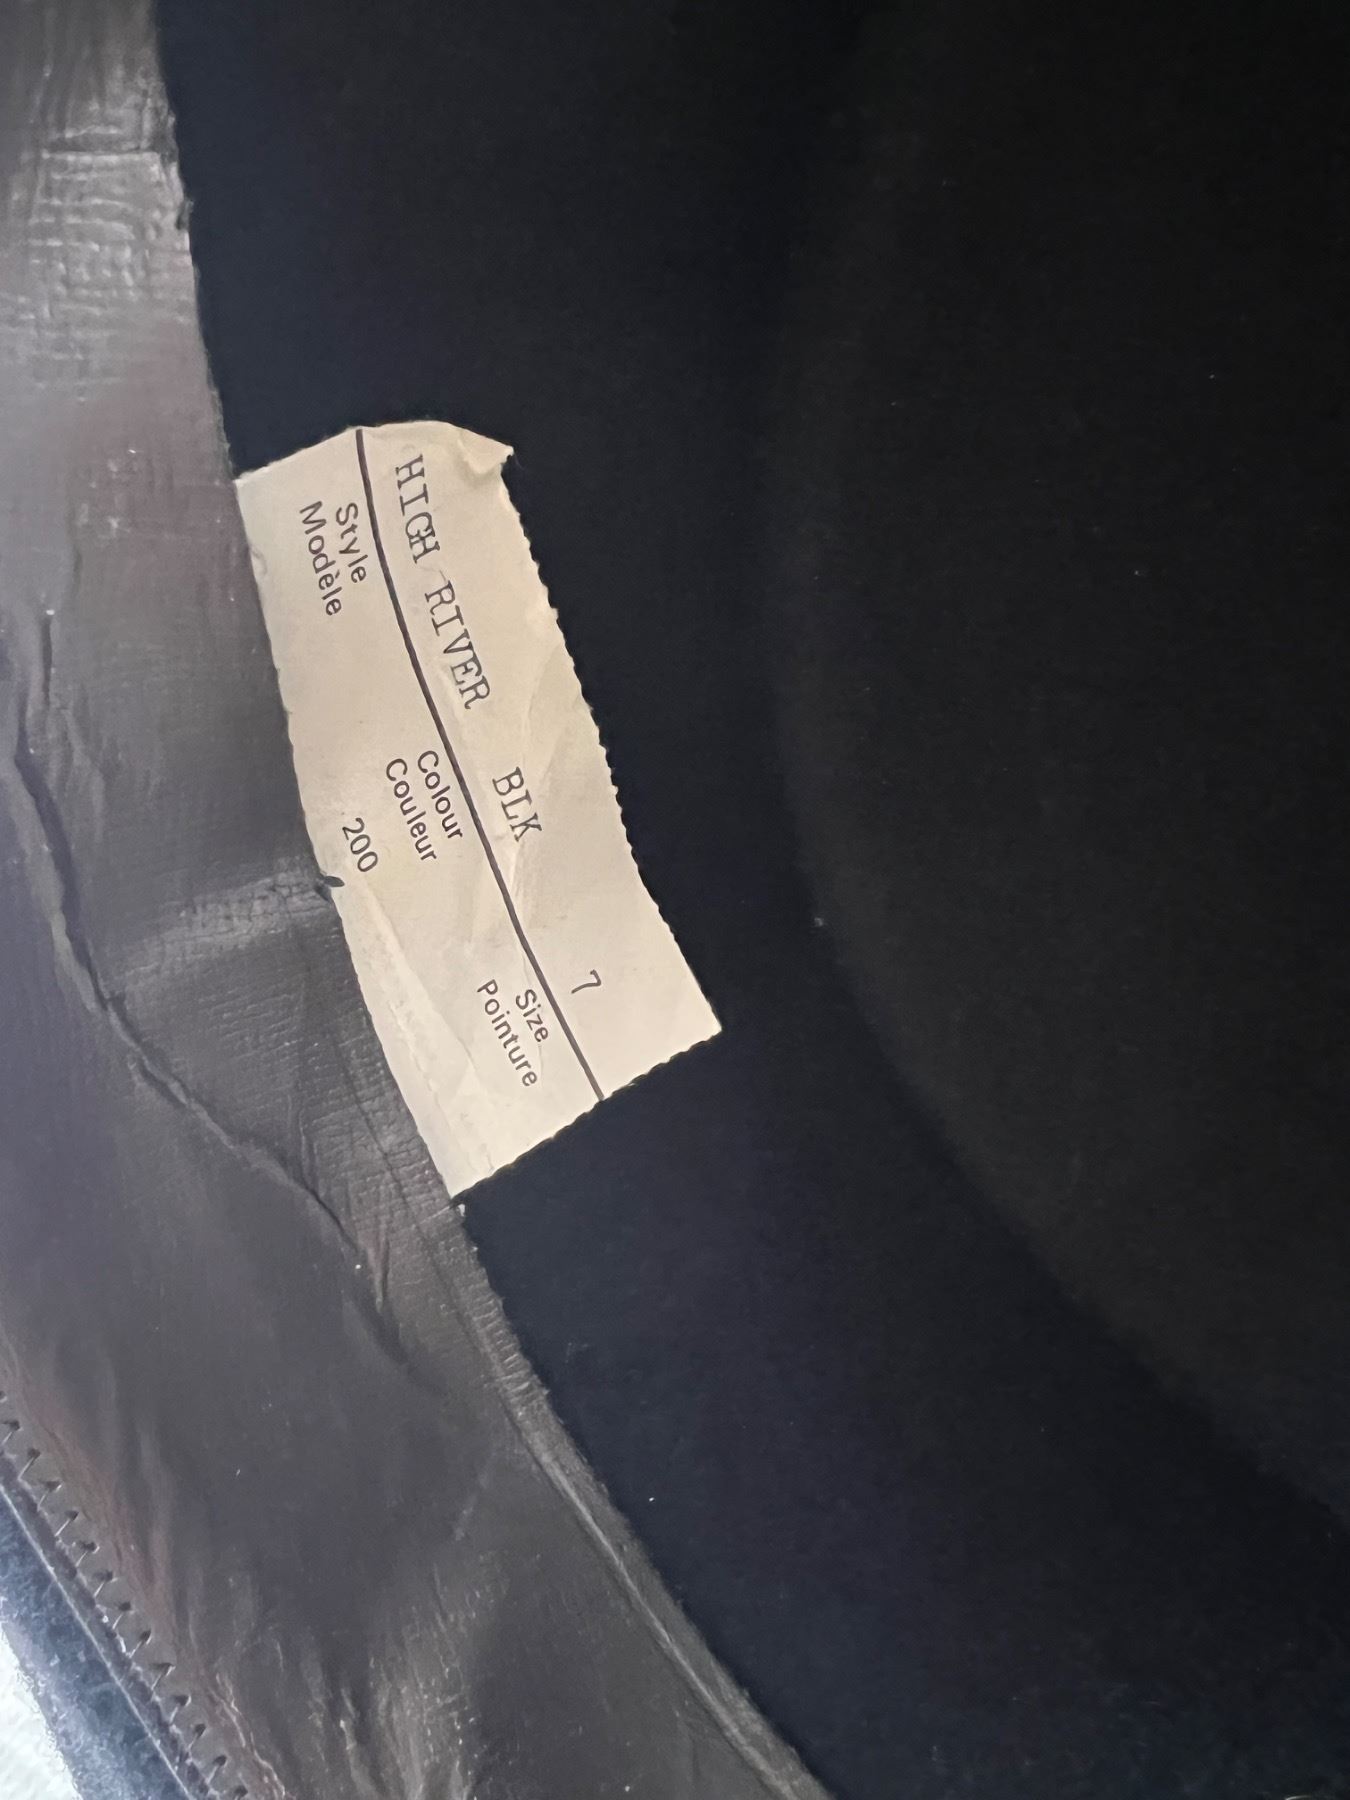 HIGH RIVER BLK 7
Style Colour Size
Modèle Couleur Pointure
200